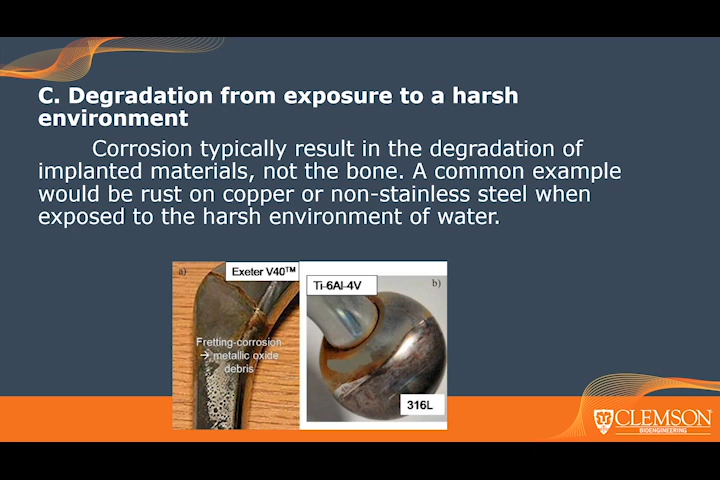 C. Degradation from exposure to a harsh
environment
Corrosion typically result in the degradation of
implanted materials, not the bone. A common example
would be rust on copper or non-stainless steel when
exposed to the harsh environment of water.
a)
Exeter V40™
Fretting-corrosion
→ metallic oxide
debris
Ti-6Al-4V
b)
316L
CLEMSON
BIOENGINEERING